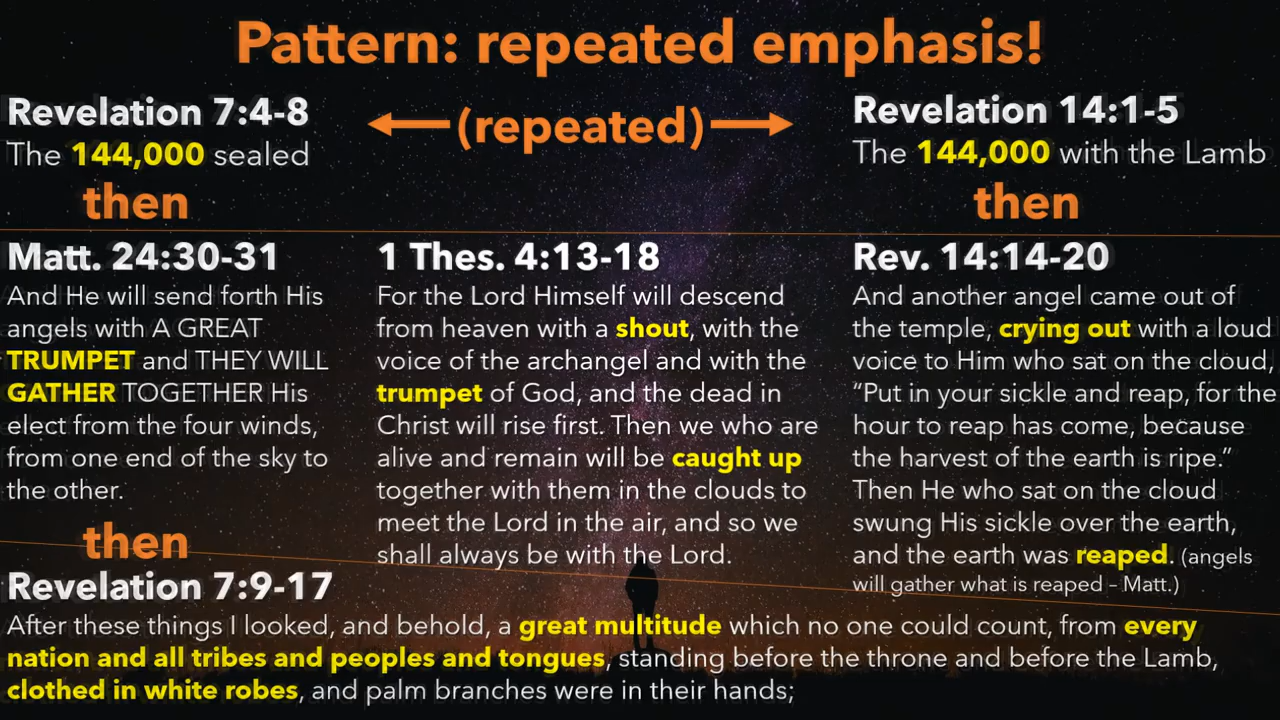 Pattern: repeated emphasis!
Revelation 7:4-8
The 144,000 sealed
then
(repeated)
Revelation 14:1-5
The 144,000 with the Lamb
then
Matt. 24:30-31
And He will send forth His
angels with A GREAT
TRUMPET and THEY WILL
GATHER TOGETHER His
elect from the four winds,
from one end of the sky to
the other.
1 Thes. 4:13-18
For the Lord Himself will descend
from heaven with a shout, with the
voice of the archangel and with the
trumpet of God, and the dead in
Christ will rise first. Then we who are
alive and remain will be caught up
together with them in the clouds to
meet the Lord in the air, and so we
shall always be with the Lord.
Rev. 14:14-20
And another angel came out of
the temple, crying out with a loud
voice to Him who sat on the cloud,
“Put in your sickle and reap, for the
hour to reap has come, because
the harvest of the earth is ripe.”
Then He who sat on the cloud
swung His sickle over the earth,
and the earth was reaped. (angels
will gather what is reaped – Matt.)
then
Revelation 7:9-17
After these things I looked, and behold, a great multitude which no one could count, from every
nation and all tribes and peoples and tongues, standing before the throne and before the Lamb,
clothed in white robes, and palm branches were in their hands;